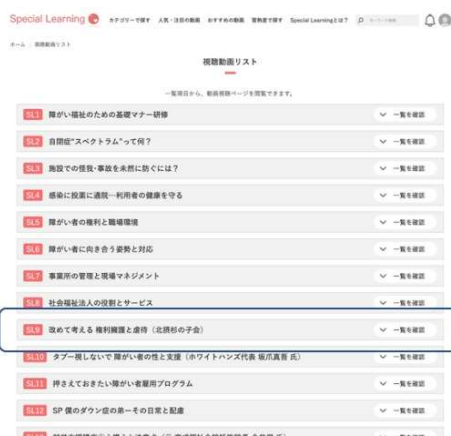 Special Learning
カテゴリーで探す 人気・注目の動画 おすすめの動画 習熟度で探す Special Learningとは？
ホーム / 視聴動画リスト
視聴動画リスト
一覧項目から、動画視聴ページを閲覧できます。
SL1 障がい福祉のための基礎マナー研修 一覧を確認
SL2 自閉症"スペクトラム"って何？ 一覧を確認
SL3 施設での怪我・事故を未然に防ぐには？ 一覧を確認
SL4 感染に投薬に通院…利用者の健康を守る 一覧を確認
SL5 障がい者の権利と職場環境 一覧を確認
SL6 障がい者に向き合う姿勢と対応 一覧を確認
SL7 事業所の管理と現場マネジメント 一覧を確認
SL8 社会福祉法人の役割とサービス 一覧を確認
SL9 改めて考える 権利擁護と虐待（北摂杉の子会） 一覧を確認
SL10 タブー視しないで 障がい者の性と支援（ホワイトハンズ代表 坂爪真吾 氏） 一覧を確認
SL11 押さえておきたい障がい者雇用プログラム 一覧を確認
SL12 SP 僕のダウン症の弟ーその日常と配慮 一覧を確認